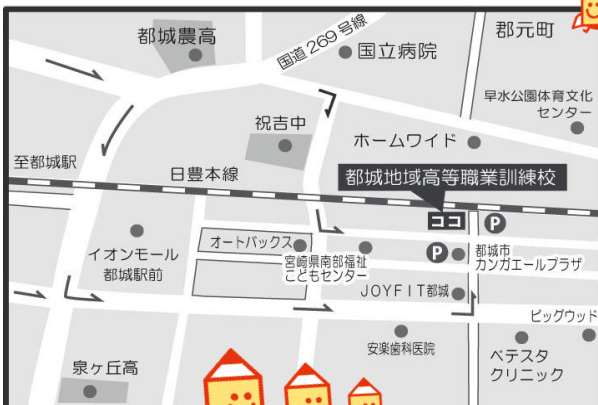 都城農高
国道269号線
国立病院
郡元町
早水公園体育文化
センター
祝吉中
ホームワイド
至都城駅
日豊本線
都城地域高等職業訓練校
ココ
P
イオンモール
都城駅前
オートバックス
宮崎県南部福祉
こどもセンター
P
都城市
カンガエールプラザ
JOYFIT都城
ビッグウッド
安楽歯科医院
ベテスタ
クリニック
泉ヶ丘高